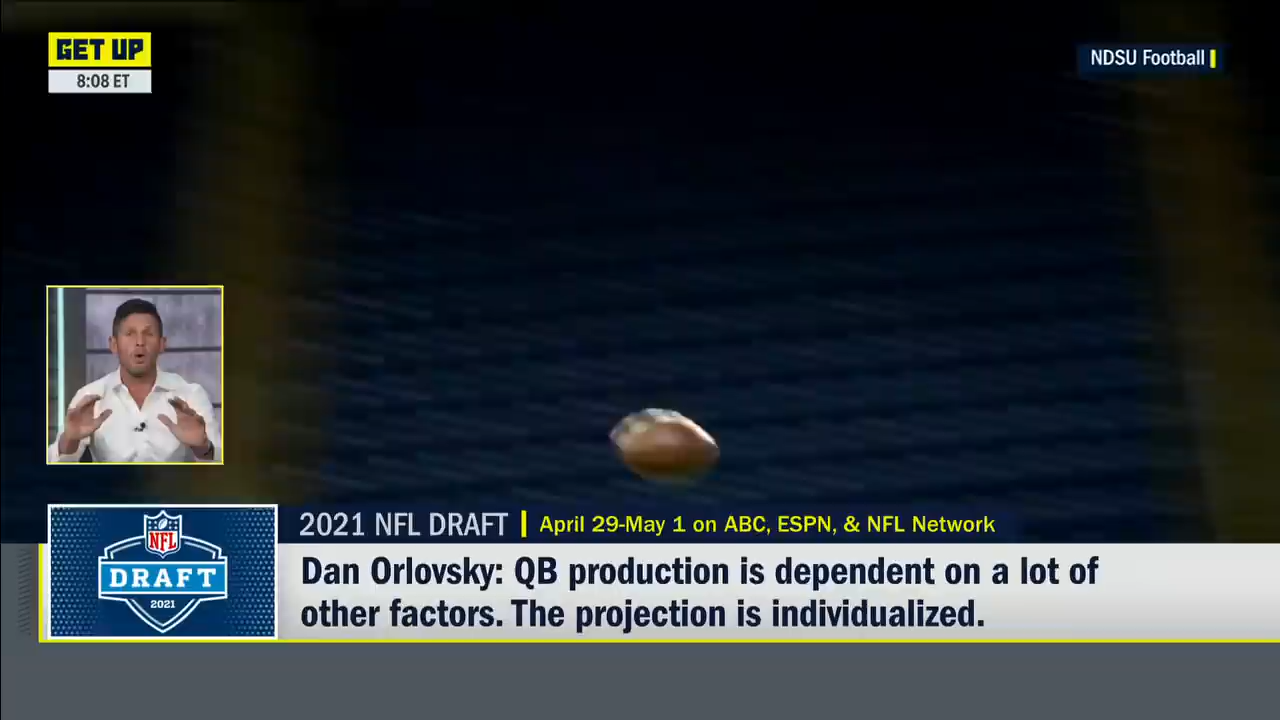 GET UP
8:08 ET
NDSU Football
2021 NFL DRAFT
April 29-May 1 on ABC, ESPN, & NFL Network
NFL
DRAFT
2021
Dan Orlovsky: QB production is dependent on a lot of
other factors. The projection is individualized.